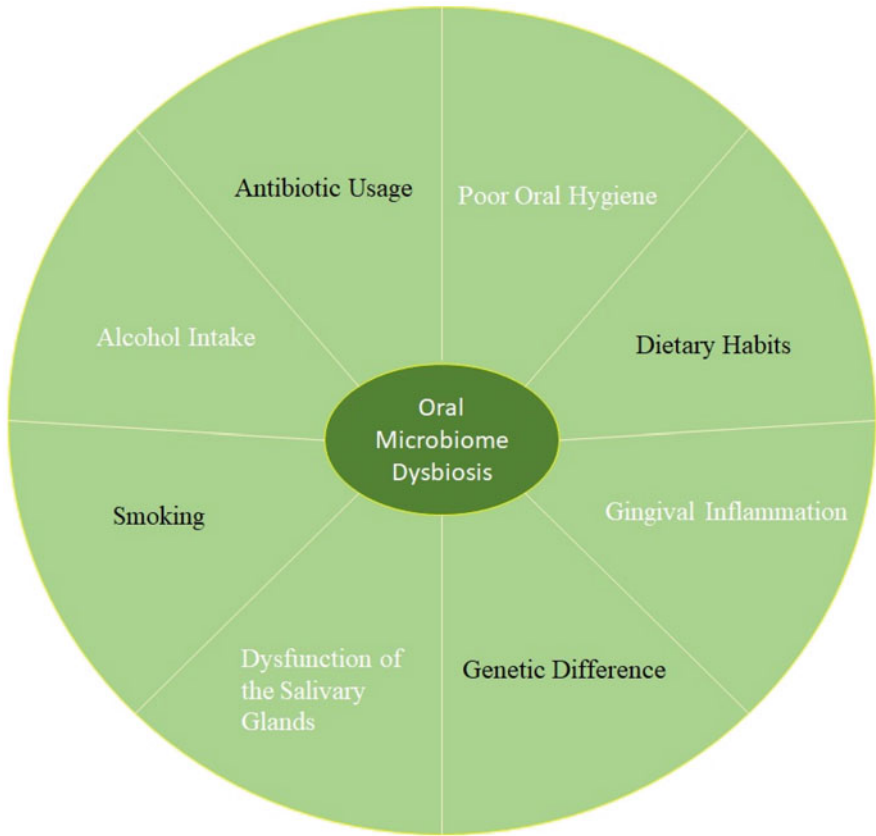 Antibiotic Usage
Poor Oral Hygiene
Alcohol Intake
Dietary Habits
Oral
Microbiome
Dysbiosis
Smoking
Gingival Inflammation
Dysfunction of
the Salivary
Glands
Genetic Difference